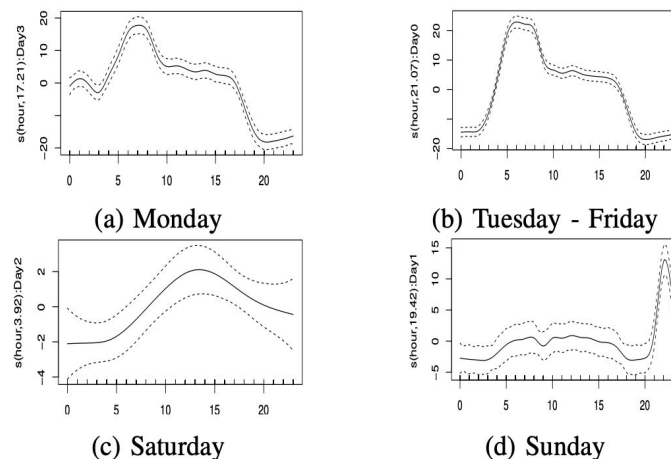 s(hour,17.21):Day3
20
10
0
−20
0 5 10 15 20
(a) Monday
s(hour,21.07):Day0
20
10
0
−20
0 5 10 15 20
(b) Tuesday - Friday
s(hour,3.92):Day2
2
0
−2
−4
0 5 10 15 20
(c) Saturday
s(hour,19.42):Day1
15
10
5
0
−5
0 5 10 15 20
(d) Sunday